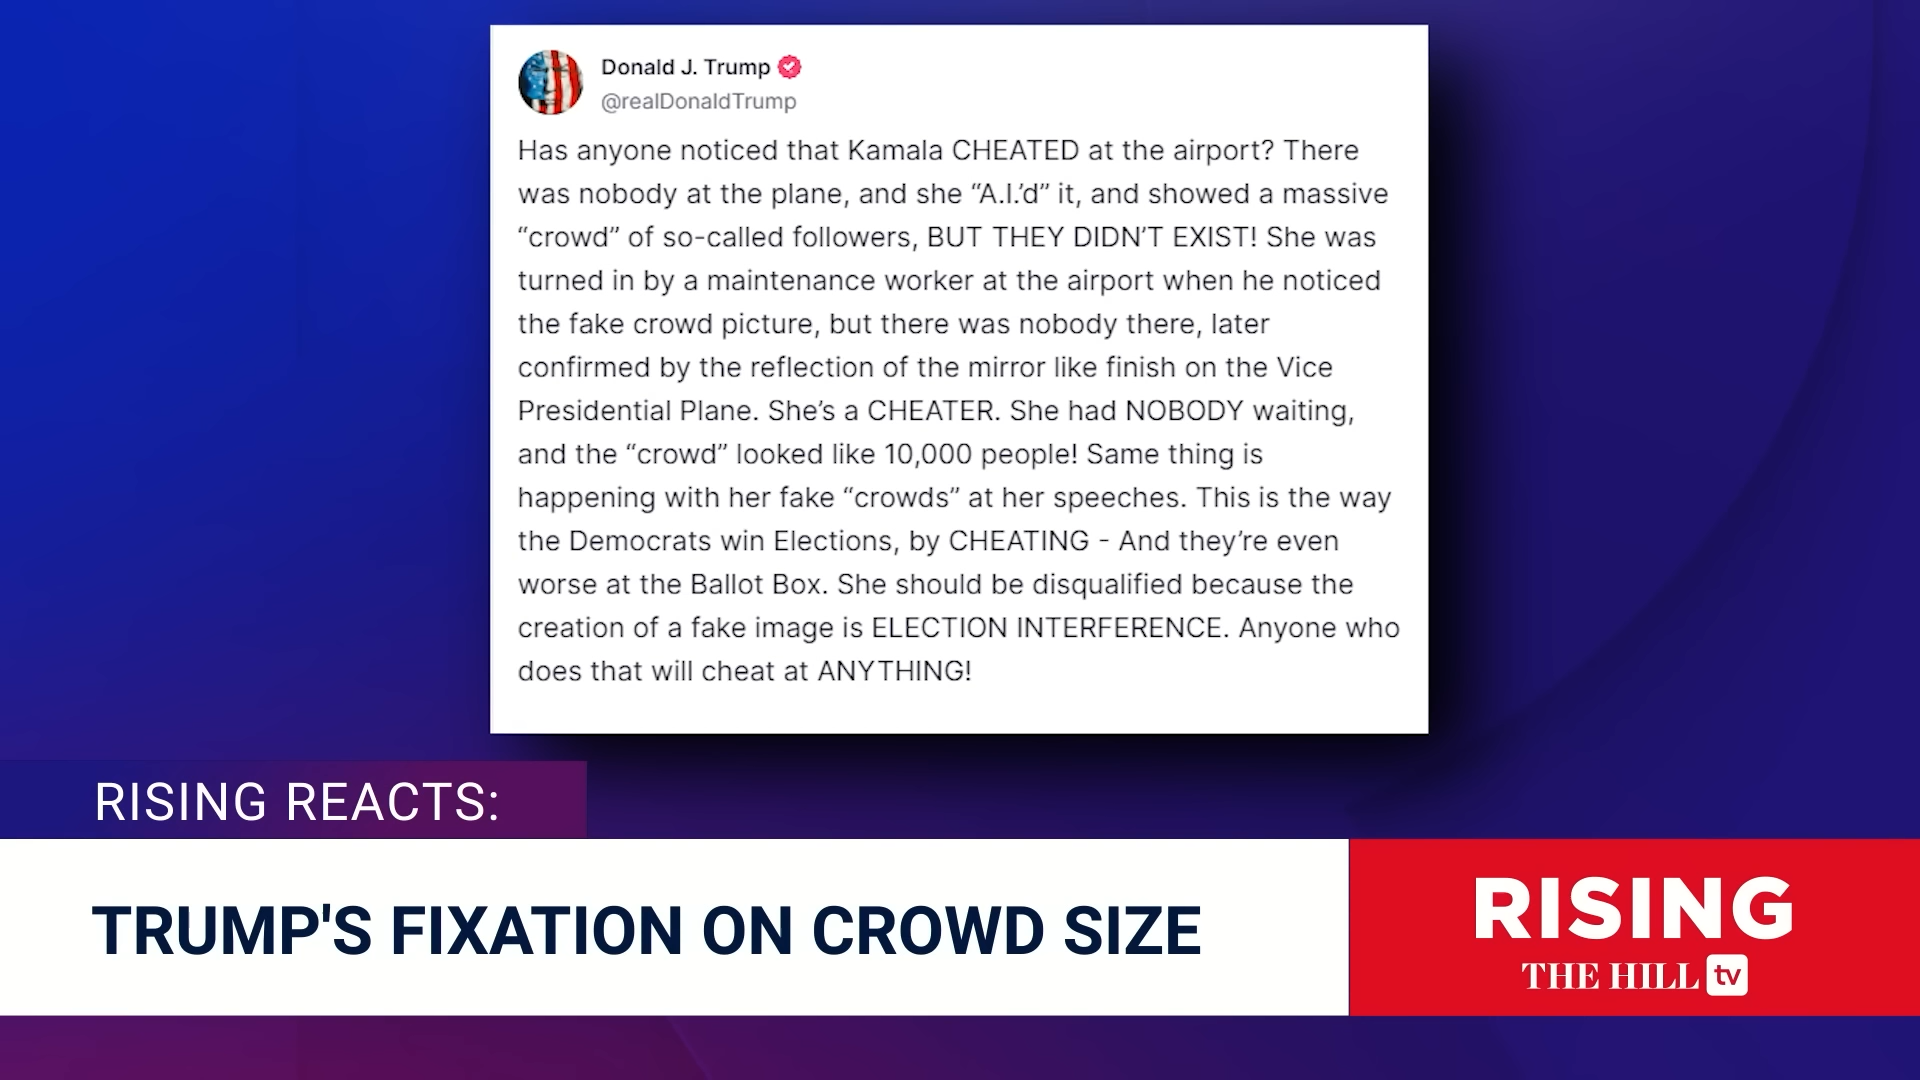 Donald J. Trump
@realDonaldTrump
Has anyone noticed that Kamala CHEATED at the airport? There
was nobody at the plane, and she “A.I.’d” it, and showed a massive
“crowd” of so-called followers, BUT THEY DIDN’T EXIST! She was
turned in by a maintenance worker at the airport when he noticed
the fake crowd picture, but there was nobody there, later
confirmed by the reflection of the mirror like finish on the Vice
Presidential Plane. She’s a CHEATER. She had NOBODY waiting,
and the “crowd” looked like 10,000 people! Same thing is
happening with her fake “crowds” at her speeches. This is the way
the Democrats win Elections, by CHEATING - And they’re even
worse at the Ballot Box. She should be disqualified because the
creation of a fake image is ELECTION INTERFERENCE. Anyone who
does that will cheat at ANYTHING!
RISING REACTS:
TRUMP'S FIXATION ON CROWD SIZE
RISING
THE HILL tv